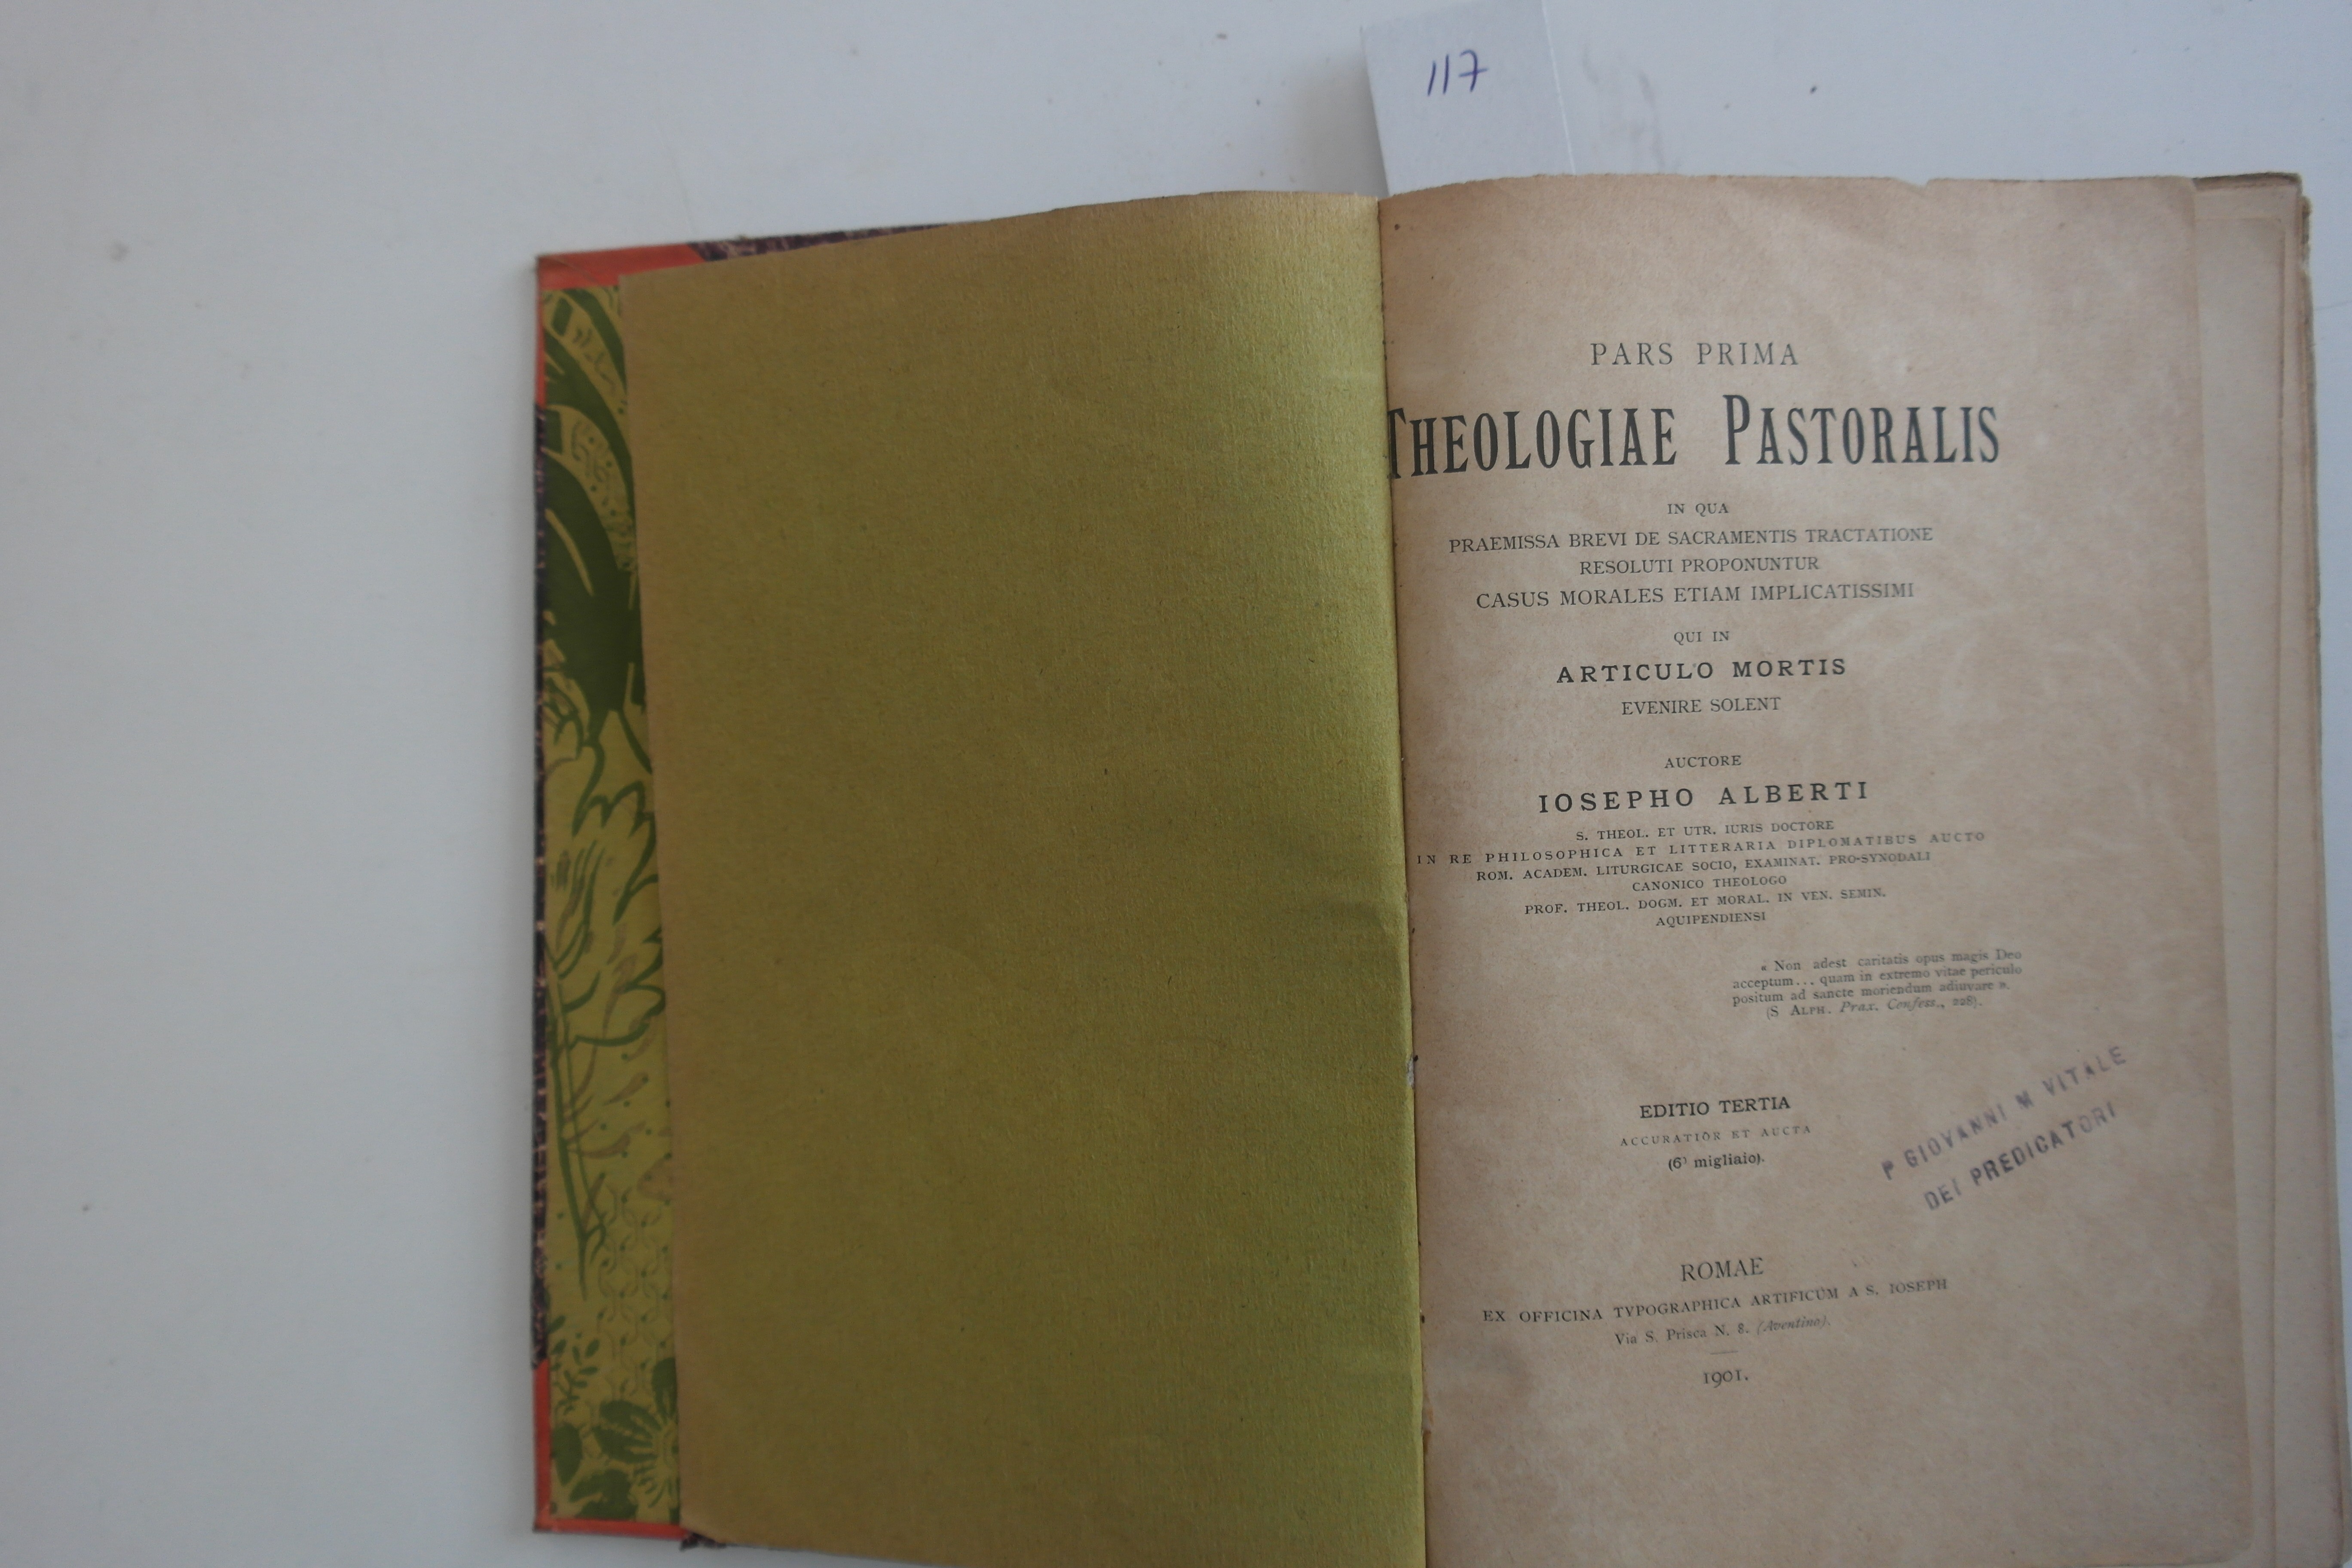 117
PARS PRIMA
THEOLOGIAE PASTORALIS
IN QUA
PRAEMISSA BREVI DE SACRAMENTIS TRACTATIONE
RESOLUTI PROPONUNTUR
CASUS MORALES ETIAM IMPLICATISSIMI
QUI IN
ARTICULO MORTIS
EVENIRE SOLENT
AUCTORE
IOSEPHO ALBERTI
S. THEOL. ET UTR. IURIS DOCTORE
IN RE PHILOSOPHICA ET LITTERARIA DIPLOMATIBUS AUCTO
ROM. ACADEM. LITURGICAE SOCIO, EXAMINAT. PRO-SYNODALI
CANONICO THEOLOGO
PROF. THEOL. DOGM. ET MORAL. IN VEN. SEMIN.
AQUIPENDIENSI
« Non adest caritatis opus magis Deo
acceptum... quam in extremo vitae periculo
positum ad sancte moriendum adiuvare ».
(S ALPH. Prax. Confess., 228).
EDITIO TERTIA
ACCURATIOR ET AUCTA
(6º migliaio).
P GIOVANNI M VITALE
DEI PREDICATORI
ROMAE
EX OFFICINA TYPOGRAPHICA ARTIFICUM A S. IOSEPH
Via S. Prisca N. 8. (Aventino).
1901.